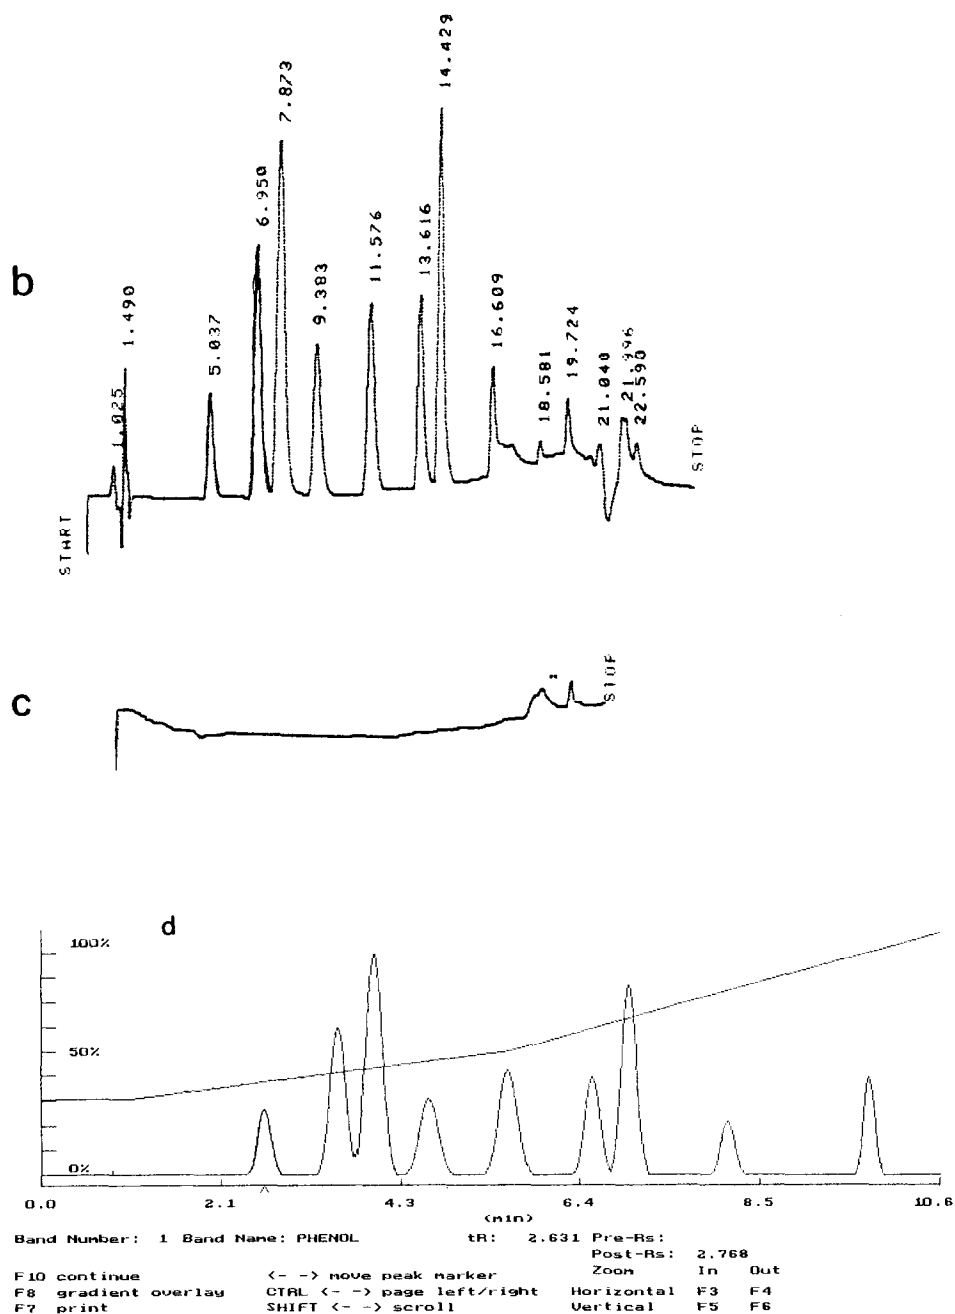 14.429
7.873
6.950
b
1.490
11.576
13.616
9.383
16.609
5.037
19.724
21.996
18.581
21.040
22.590
1.025
STOP
START
STOP
c
d
100%
50%
0%
0.0 2.1 4.3 6.4 8.5 10.6
(min)
Band Number: 1 Band Name: PHENOL tR: 2.631 Pre-Rs:
Post-Rs: 2.768
F10 continue <- -> move peak marker Zoom In Out
F8 gradient overlay CTRL <- -> page left/right Horizontal F3 F4
F7 print SHIFT <- -> scroll Vertical F5 F6